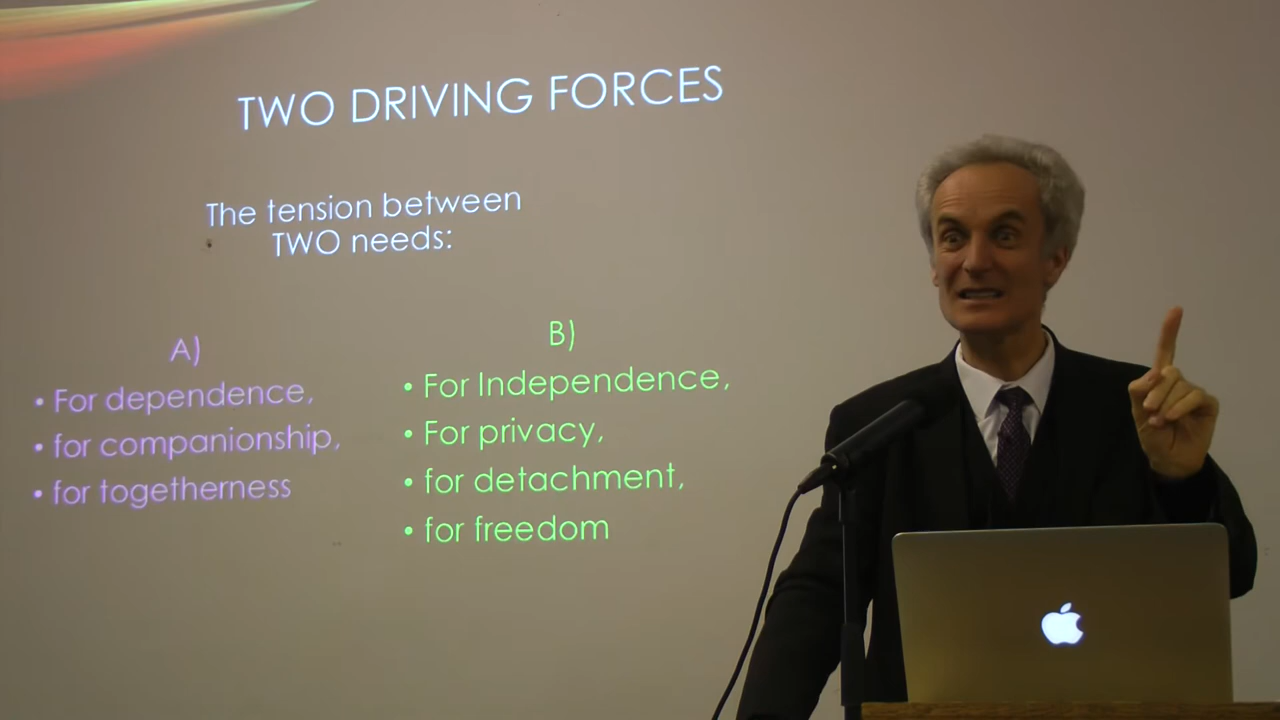 TWO DRIVING FORCES
The tension between
TWO needs:
A)
• For dependence,
• for companionship,
• for togetherness
B)
• For Independence,
• For privacy,
• for detachment,
• for freedom